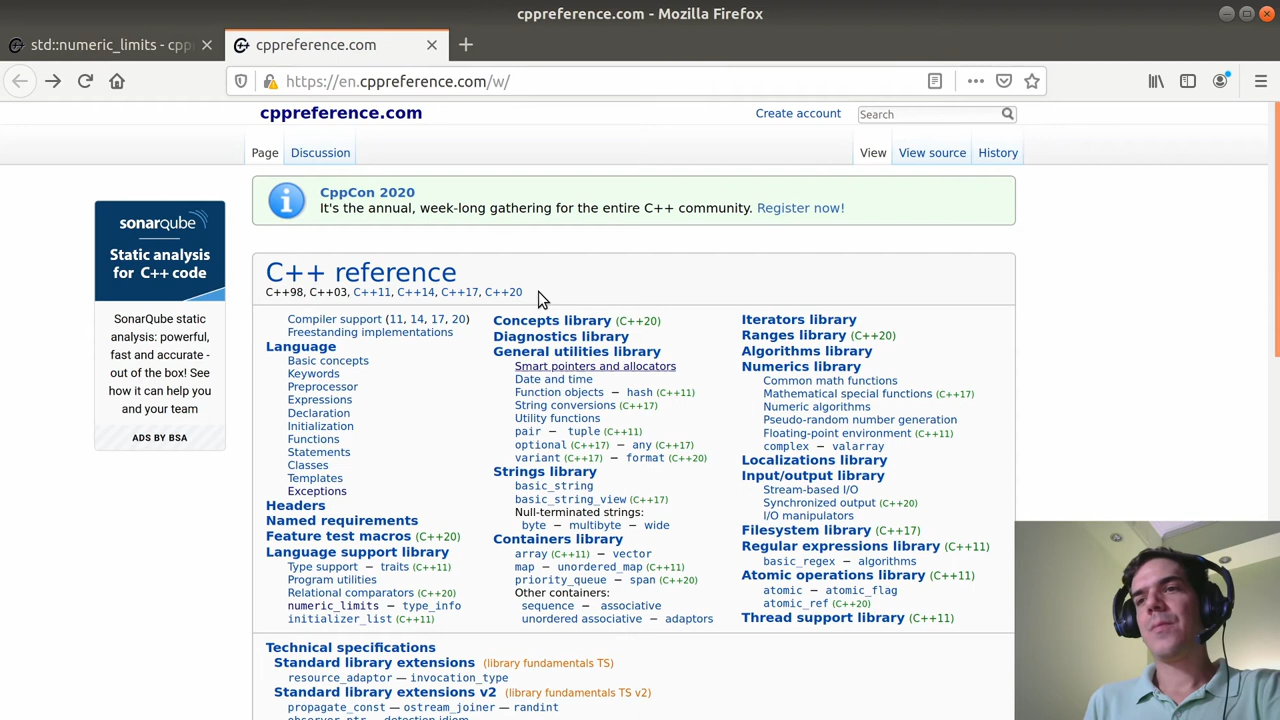 cppreference.com - Mozilla Firefox
std::numeric_limits - cpp
cppreference.com
https://en.cppreference.com/w/
cppreference.com
Create account
Search
Page
Discussion
View
View source
History
CppCon 2020
It's the annual, week-long gathering for the entire C++ community. Register now!
sonarqube
Static analysis
for C++ code
SonarQube static
analysis: powerful,
fast and accurate -
out of the box! See
how it can help you
and your team
ADS BY BSA
C++ reference
C++98, C++03, C++11, C++14, C++17, C++20
Compiler support (11, 14, 17, 20)
Freestanding implementations
Language
Basic concepts
Keywords
Preprocessor
Expressions
Declaration
Initialization
Functions
Statements
Classes
Templates
Exceptions
Headers
Named requirements
Feature test macros (C++20)
Language support library
Type support − traits (C++11)
Program utilities
Relational comparators (C++20)
numeric_limits − type_info
initializer_list (C++11)
Concepts library (C++20)
Diagnostics library
General utilities library
Smart pointers and allocators
Date and time
Function objects − hash (C++11)
String conversions (C++17)
Utility functions
pair − tuple (C++11)
optional (C++17) − any (C++17)
variant (C++17) − format (C++20)
Strings library
basic_string
basic_string_view (C++17)
Null-terminated strings:
byte − multibyte − wide
Containers library
array (C++11) − vector
map − unordered_map (C++11)
priority_queue − span (C++20)
Other containers:
sequence − associative
unordered associative − adaptors
Iterators library
Ranges library (C++20)
Algorithms library
Numerics library
Common math functions
Mathematical special functions (C++17)
Numeric algorithms
Pseudo-random number generation
Floating-point environment (C++11)
complex − valarray
Localizations library
Input/output library
Stream-based I/O
Synchronized output (C++20)
I/O manipulators
Filesystem library (C++17)
Regular expressions library (C++11)
basic_regex − algorithms
Atomic operations library (C++11)
atomic − atomic_flag
atomic_ref (C++20)
Thread support library (C++11)
Technical specifications
Standard library extensions (library fundamentals TS)
resource_adaptor — invocation_type
Standard library extensions v2 (library fundamentals TS v2)
propagate_const — ostream_joiner — randint
observer_ptr — detection idiom